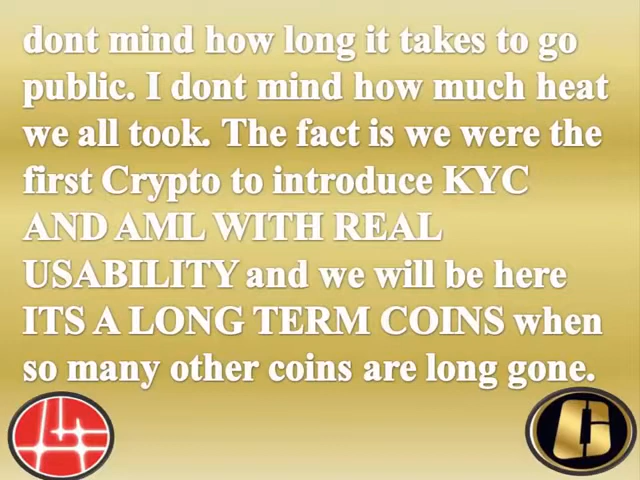 dont mind how long it takes to go
public. I dont mind how much heat
we all took. The fact is we were the
first Crypto to introduce KYC
AND AML WITH REAL
USABILITY and we will be here
ITS A LONG TERM COINS when
so many other coins are long gone.